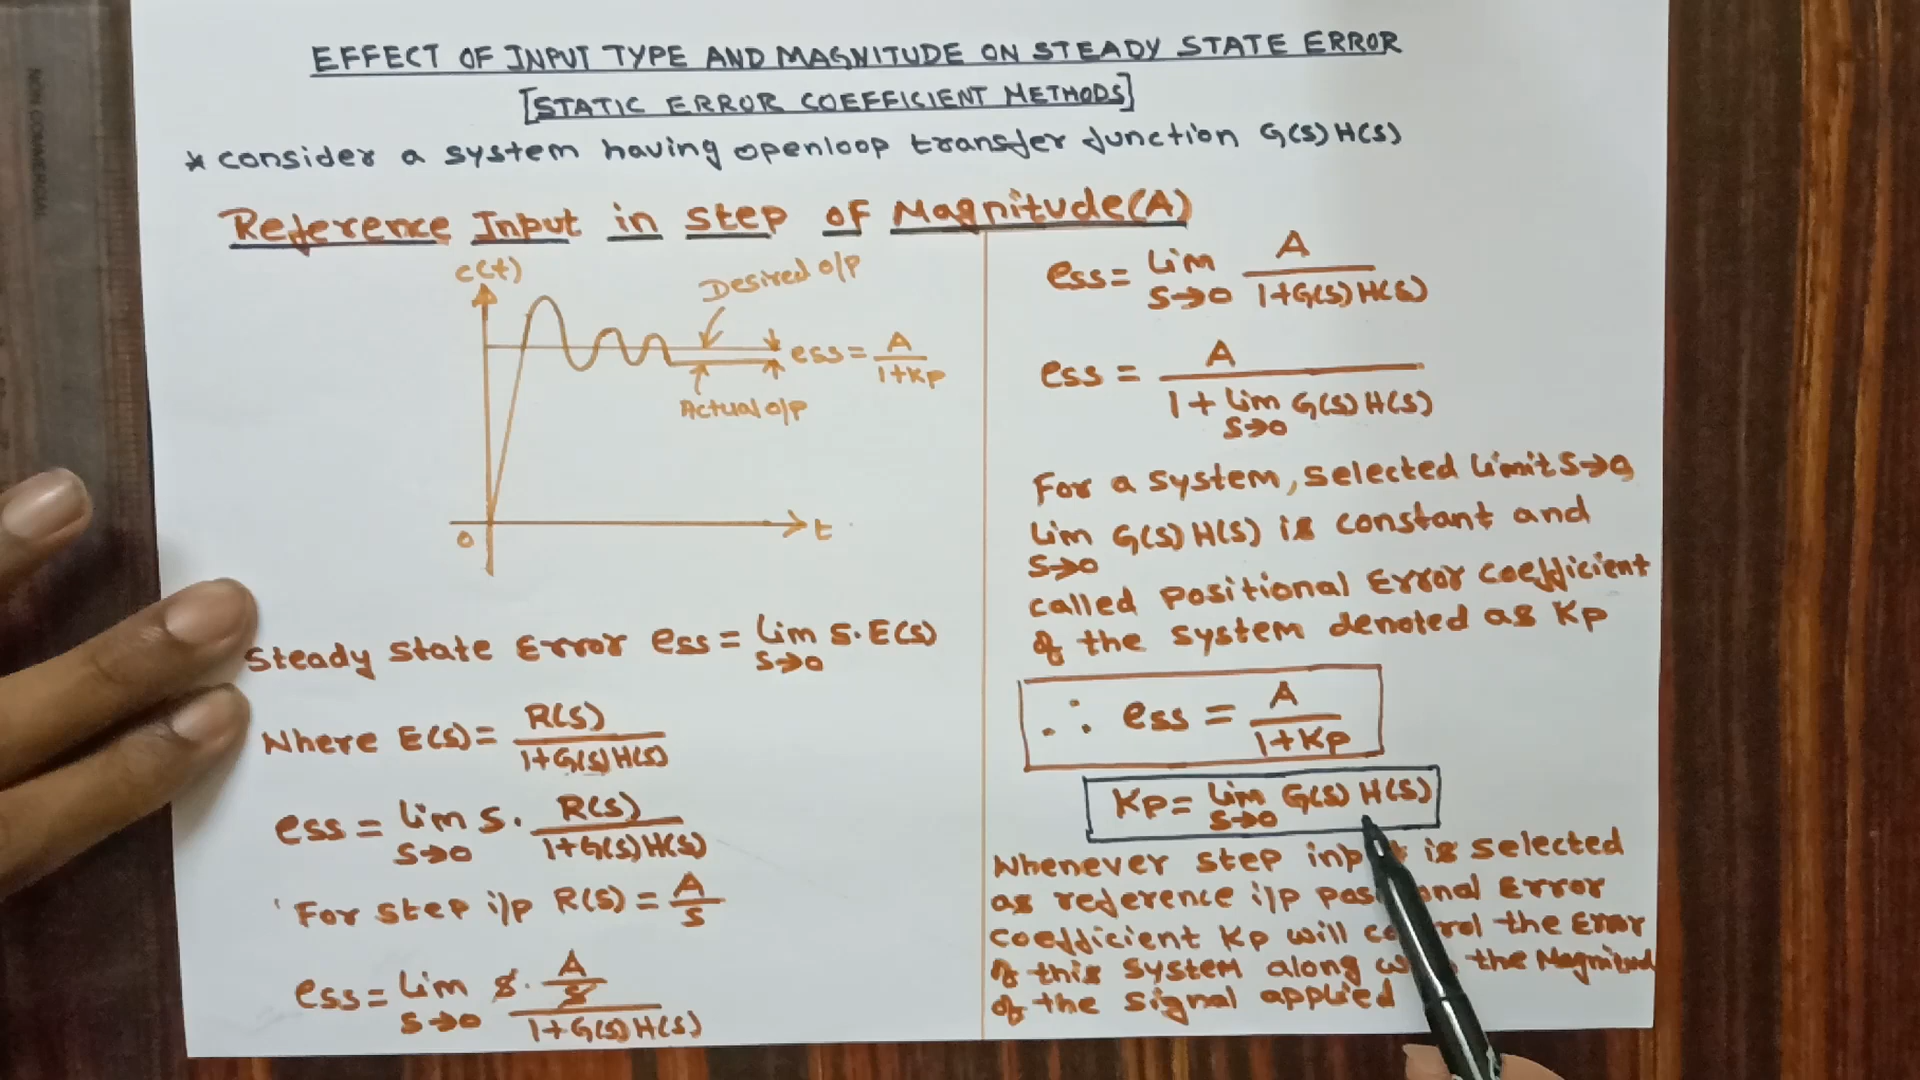 EFFECT OF INPUT TYPE AND MAGNITUDE ON STEADY STATE ERROR
[STATIC ERROR COEFFICIENT METHODS]
* consider a system having openloop transfer function G(s) H(s)
Reference Input in step of Magnitude(A)
c(t)
Desired o/p
ess = A / 1+Kp
Actual o/p
0
t
Steady state Error ess = Lim s→0 s. E(s)
Where E(s) = R(s) / 1+G(s) H(s)
ess = Lim s→0 s. R(s) / 1+G(s) H(s)
For step i/p R(s) = A/s
ess = Lim s→0 s. A/s / 1+G(s) H(s)
ess = Lim s→0 A / 1+G(s) H(s)
ess = A / 1+ Lim s→0 G(s) H(s)
For a system, selected Limit s→0
Lim s→0 G(s) H(s) is constant and
called positional Error coefficient
of the system denoted as Kp
∴ ess = A / 1+Kp
Kp = Lim s→0 G(s) H(s)
Whenever step is selected
as reference i/p Error
coefficient Kp will the Error
of this system along the Magnitud
of the signal applied